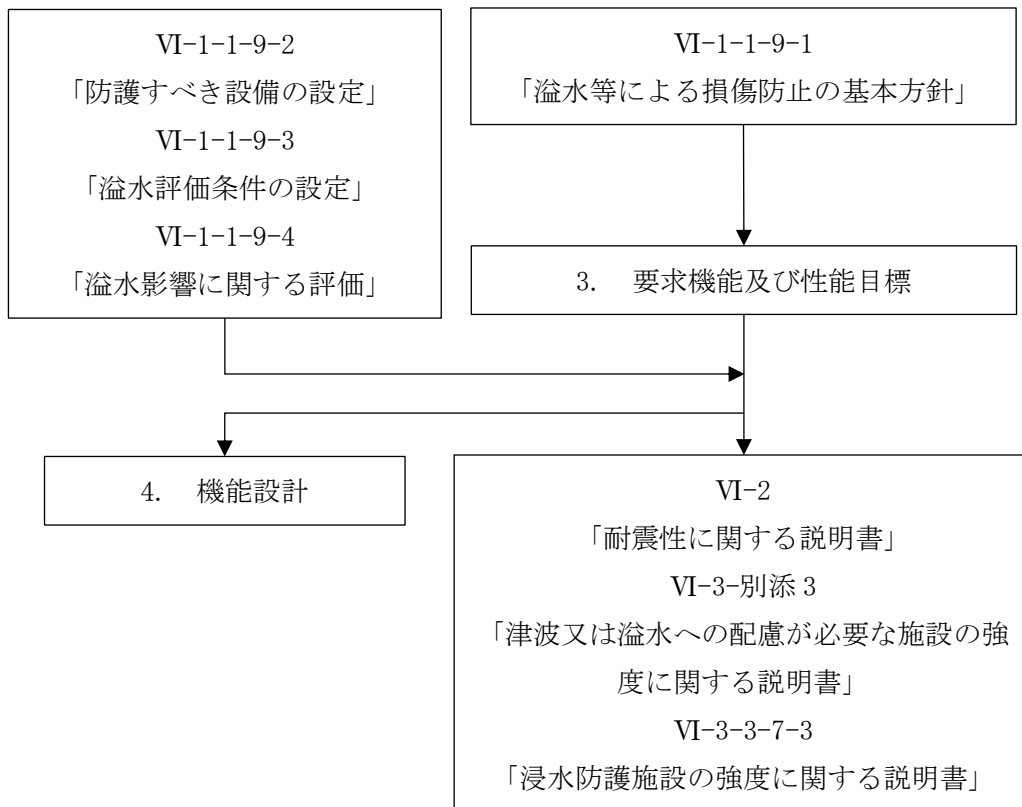 Ⅵ-1-1-9-2
「防護すべき設備の設定」
Ⅵ-1-1-9-3
「溢水評価条件の設定」
Ⅵ-1-1-9-4
「溢水影響に関する評価」
Ⅵ-1-1-9-1
「溢水等による損傷防止の基本方針」
3.　要求機能及び性能目標
4.　機能設計
Ⅵ-2
「耐震性に関する説明書」
Ⅵ-3-別添 3
「津波又は溢水への配慮が必要な施設の強
度に関する説明書」
Ⅵ-3-3-7-3
「浸水防護施設の強度に関する説明書」